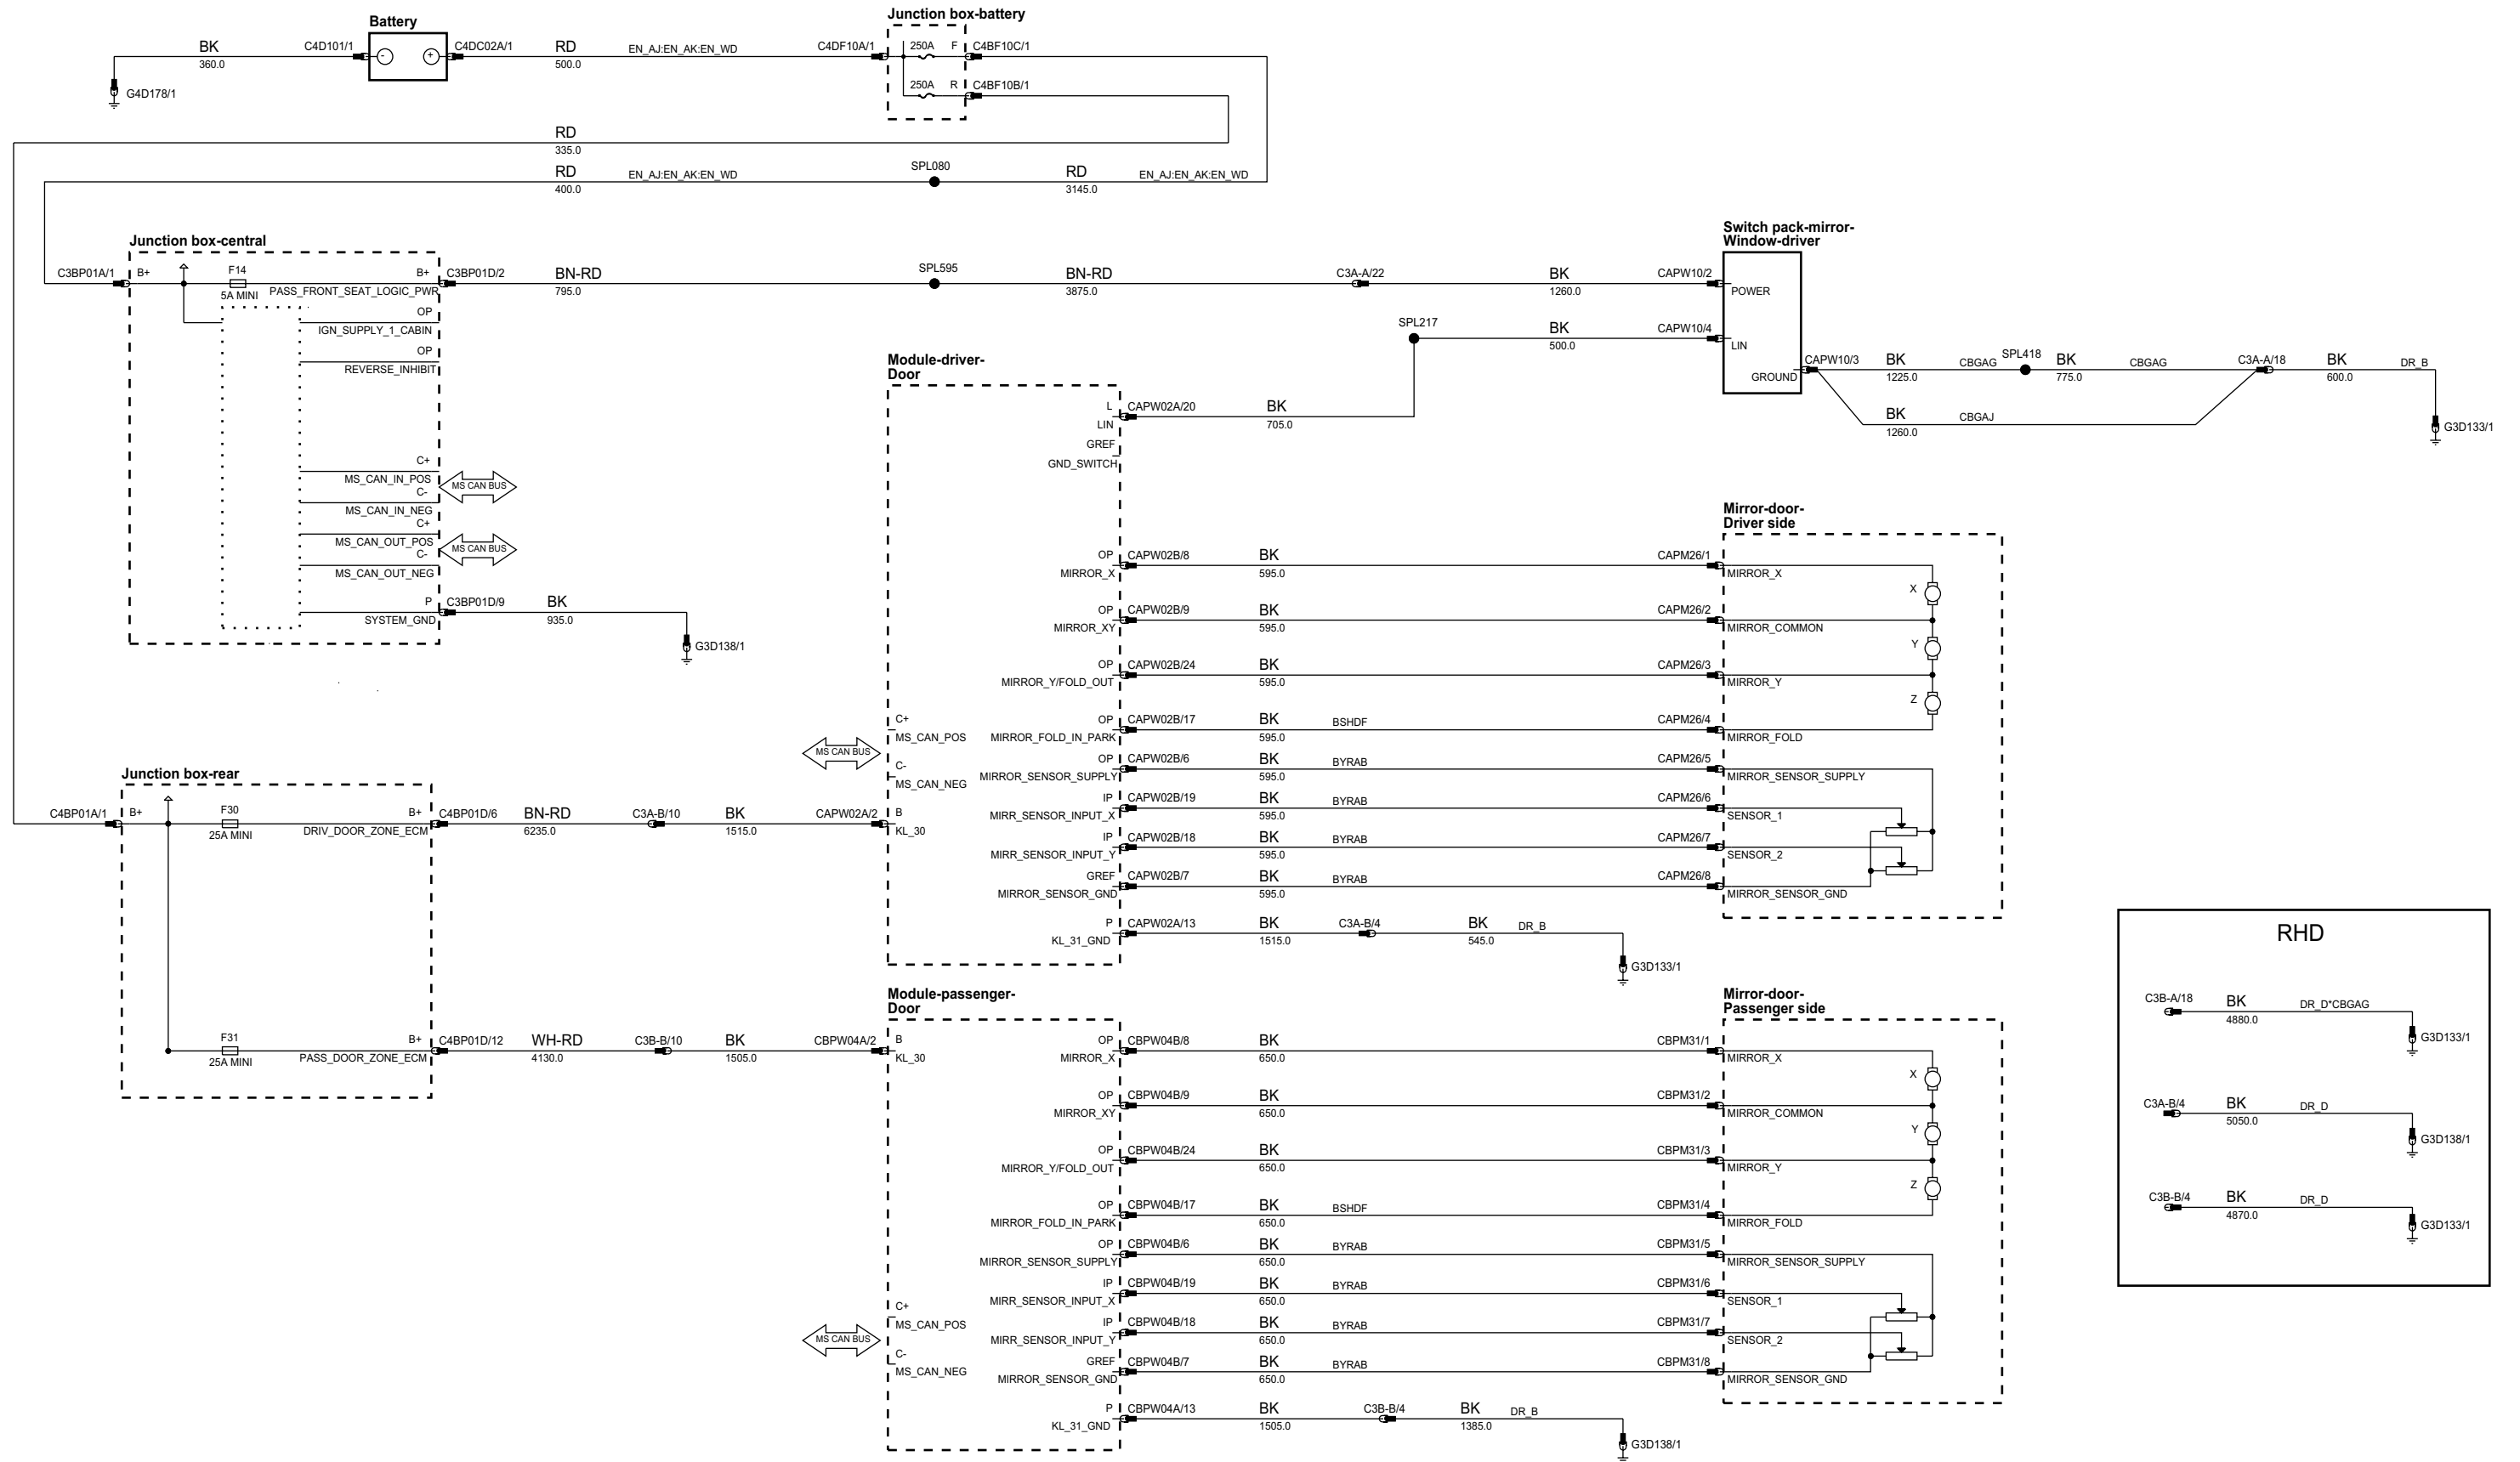 Battery
Junction box-battery
BK
360.0
C4D101/1
-
+
C4DC02A/1
RD
500.0
EN_AJ:EN_AK:EN_WD
C4DF10A/1
250A F
C4BF10C/1
250A R
C4BF10B/1
G4D178/1
RD
335.0
RD
400.0
EN_AJ:EN_AK:EN_WD
SPL080
RD
3145.0
EN_AJ:EN_AK:EN_WD
Junction box-central
C3BP01A/1
B+
F14
5A MINI
B+
PASS_FRONT_SEAT_LOGIC_PWR
C3BP01D/2
BN-RD
795.0
SPL595
BN-RD
3875.0
C3A-A/22
BK
1260.0
CAPW10/2
Switch pack-mirror-
Window-driver
POWER
OP
IGN_SUPPLY_1_CABIN
OP
REVERSE_INHIBIT
C+
MS_CAN_IN_POS
C-
MS_CAN_IN_NEG
MS CAN BUS
C+
MS_CAN_OUT_POS
C-
MS_CAN_OUT_NEG
MS CAN BUS
P
SYSTEM_GND
C3BP01D/9
BK
935.0
G3D138/1
SPL217
BK
500.0
CAPW10/4
LIN
GROUND
CAPW10/3
BK
1225.0
CBGAG
SPL418
BK
775.0
CBGAG
C3A-A/18
BK
600.0
DR_B
G3D133/1
BK
1260.0
CBGAJ
Module-driver-
Door
L
LIN
CAPW02A/20
BK
705.0
GREF
GND_SWITCH
Mirror-door-
Driver side
OP
MIRROR_X
CAPW02B/8
BK
595.0
CAPM26/1
MIRROR_X
X
OP
MIRROR_XY
CAPW02B/9
BK
595.0
CAPM26/2
MIRROR_COMMON
Y
OP
MIRROR_Y/FOLD_OUT
CAPW02B/24
BK
595.0
CAPM26/3
MIRROR_Y
Z
OP
MIRROR_FOLD_IN_PARK
CAPW02B/17
BK
595.0
BSHDF
CAPM26/4
MIRROR_FOLD
OP
MIRROR_SENSOR_SUPPLY
CAPW02B/6
BK
595.0
BYRAB
CAPM26/5
MIRROR_SENSOR_SUPPLY
IP
MIRR_SENSOR_INPUT_X
CAPW02B/19
BK
595.0
BYRAB
CAPM26/6
SENSOR_1
IP
MIRR_SENSOR_INPUT_Y
CAPW02B/18
BK
595.0
BYRAB
CAPM26/7
SENSOR_2
GREF
MIRROR_SENSOR_GND
CAPW02B/7
BK
595.0
BYRAB
CAPM26/8
MIRROR_SENSOR_GND
P
KL_31_GND
CAPW02A/13
BK
1515.0
C3A-B/4
BK
545.0
DR_B
G3D133/1
MS CAN BUS
C+
MS_CAN_POS
C-
MS_CAN_NEG
B
KL_30
Junction box-rear
C4BP01A/1
B+
F30
25A MINI
B+
DRIV_DOOR_ZONE_ECM
C4BP01D/6
BN-RD
6235.0
C3A-B/10
BK
1515.0
CAPW02A/2
F31
25A MINI
B+
PASS_DOOR_ZONE_ECM
C4BP01D/12
WH-RD
4130.0
C3B-B/10
BK
1505.0
CBPW04A/2
Module-passenger-
Door
B
KL_30
Mirror-door-
Passenger side
OP
MIRROR_X
CBPW04B/8
BK
650.0
CBPM31/1
MIRROR_X
X
OP
MIRROR_XY
CBPW04B/9
BK
650.0
CBPM31/2
MIRROR_COMMON
Y
OP
MIRROR_Y/FOLD_OUT
CBPW04B/24
BK
650.0
CBPM31/3
MIRROR_Y
Z
OP
MIRROR_FOLD_IN_PARK
CBPW04B/17
BK
650.0
BSHDF
CBPM31/4
MIRROR_FOLD
OP
MIRROR_SENSOR_SUPPLY
CBPW04B/6
BK
650.0
BYRAB
CBPM31/5
MIRROR_SENSOR_SUPPLY
IP
MIRR_SENSOR_INPUT_X
CBPW04B/19
BK
650.0
BYRAB
CBPM31/6
SENSOR_1
IP
MIRR_SENSOR_INPUT_Y
CBPW04B/18
BK
650.0
BYRAB
CBPM31/7
SENSOR_2
GREF
MIRROR_SENSOR_GND
CBPW04B/7
BK
650.0
BYRAB
CBPM31/8
MIRROR_SENSOR_GND
P
KL_31_GND
CBPW04A/13
BK
1505.0
C3B-B/4
BK
1385.0
DR_B
G3D138/1
MS CAN BUS
C+
MS_CAN_POS
C-
MS_CAN_NEG
RHD
C3B-A/18
BK
4880.0
DR_D*CBGAG
G3D133/1
C3A-B/4
BK
5050.0
DR_D
G3D138/1
C3B-B/4
BK
4870.0
DR_D
G3D133/1